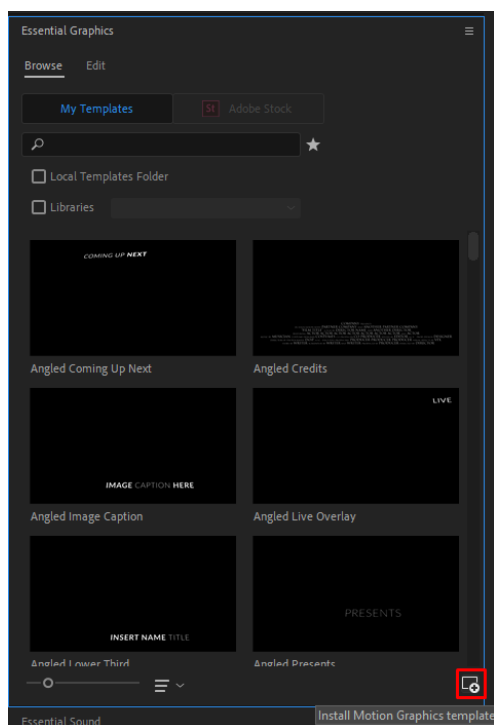 Essential Graphics
Browse Edit
My Templates St Adobe Stock
Local Templates Folder
Libraries
COMING UP NEXT
Angled Coming Up Next Angled Credits
LIVE
IMAGE CAPTION HERE
Angled Image Caption Angled Live Overlay
PRESENTS
INSERT NAME TITLE
Angled Lower Third Angled Presents
Install Motion Graphics template
Essential Sound